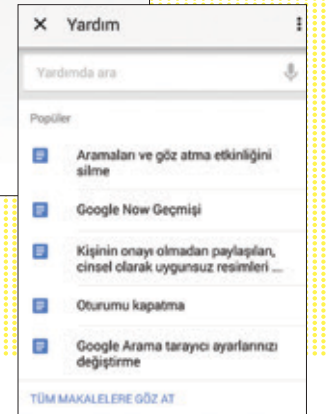 Yardım
Yardımda ara
Popüler
Aramaları ve göz atma etkinliğini
silme
Google Now Geçmişi
Kişinin onayı olmadan paylaşılan,
cinsel olarak uygunsuz resimleri ...
Oturumu kapatma
Google Arama tarayıcı ayarlarınızı
değiştirme
TÜM MAKALELERE GÖZ AT